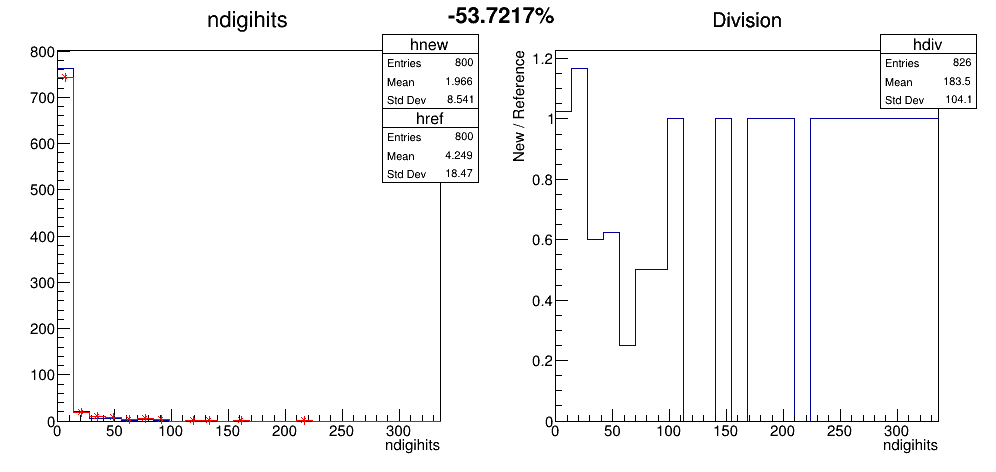 ndigihits
-53.7217%
Division
hnew
Entries 800
Mean 1.966
Std Dev 8.541
href
Entries 800
Mean 4.249
Std Dev 18.47
800
700
600
500
400
300
200
100
0
0 50 100 150 200 250 300
ndigihits
hdiv
Entries 826
Mean 183.5
Std Dev 104.1
New / Reference
1.2
1
0.8
0.6
0.4
0.2
0
0 50 100 150 200 250 300
ndigihits